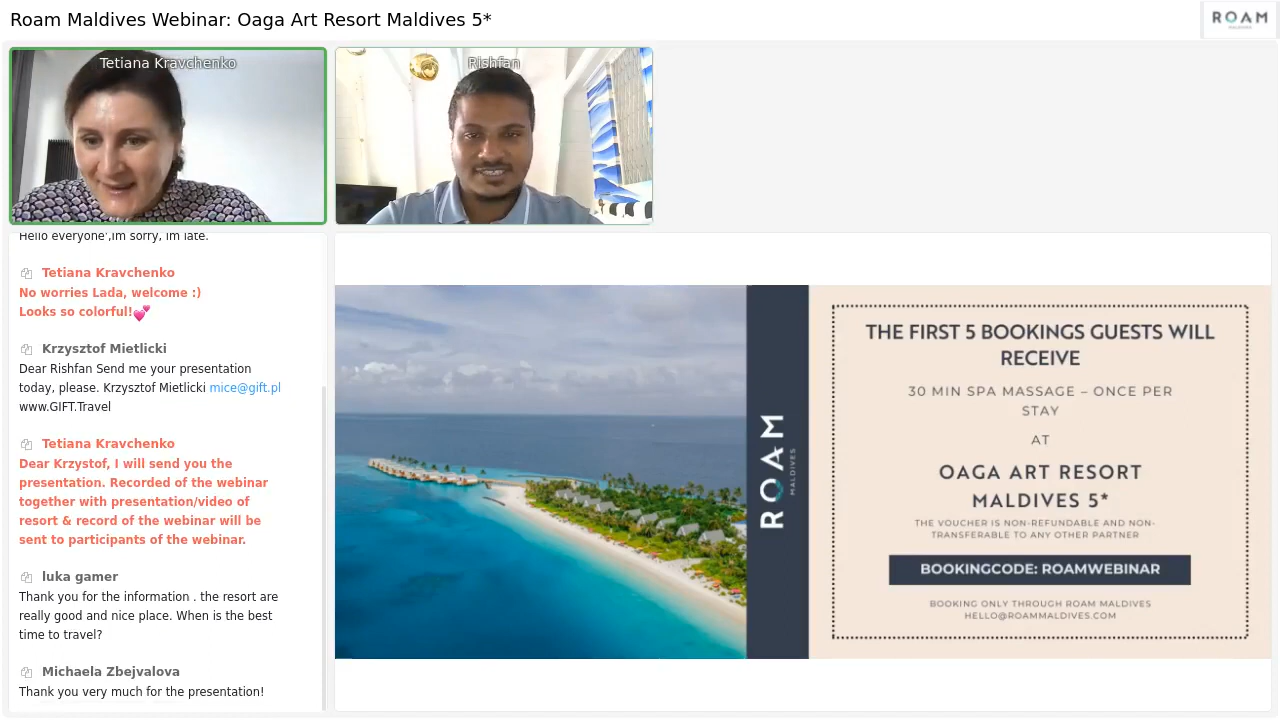 Roam Maldives Webinar: Oaga Art Resort Maldives 5*
ROAM
MALDIVES
Tetiana Kravchenko
Rishfan
Hello everyone',im sorry, im late.
Tetiana Kravchenko
No worries Lada, welcome :)
Looks so colorful!💕
Krzysztof Mietlicki
Dear Rishfan Send me your presentation
today, please. Krzysztof Mietlicki mice@gift.pl
www.GIFT.Travel
Tetiana Kravchenko
Dear Krzystof, I will send you the
presentation. Recorded of the webinar
together with presentation/video of
resort & record of the webinar will be
sent to participants of the webinar.
luka gamer
Thank you for the information . the resort are
really good and nice place. When is the best
time to travel?
Michaela Zbejvalova
Thank you very much for the presentation!
ROAM
MALDIVES
THE FIRST 5 BOOKINGS GUESTS WILL
RECEIVE
30 MIN SPA MASSAGE – ONCE PER
STAY
AT
OAGA ART RESORT
MALDIVES 5*
THE VOUCHER IS NON-REFUNDABLE AND NON-
TRANSFERABLE TO ANY OTHER PARTNER
BOOKINGCODE: ROAMWEBINAR
BOOKING ONLY THROUGH ROAM MALDIVES
HELLO@ROAMMALDIVES.COM